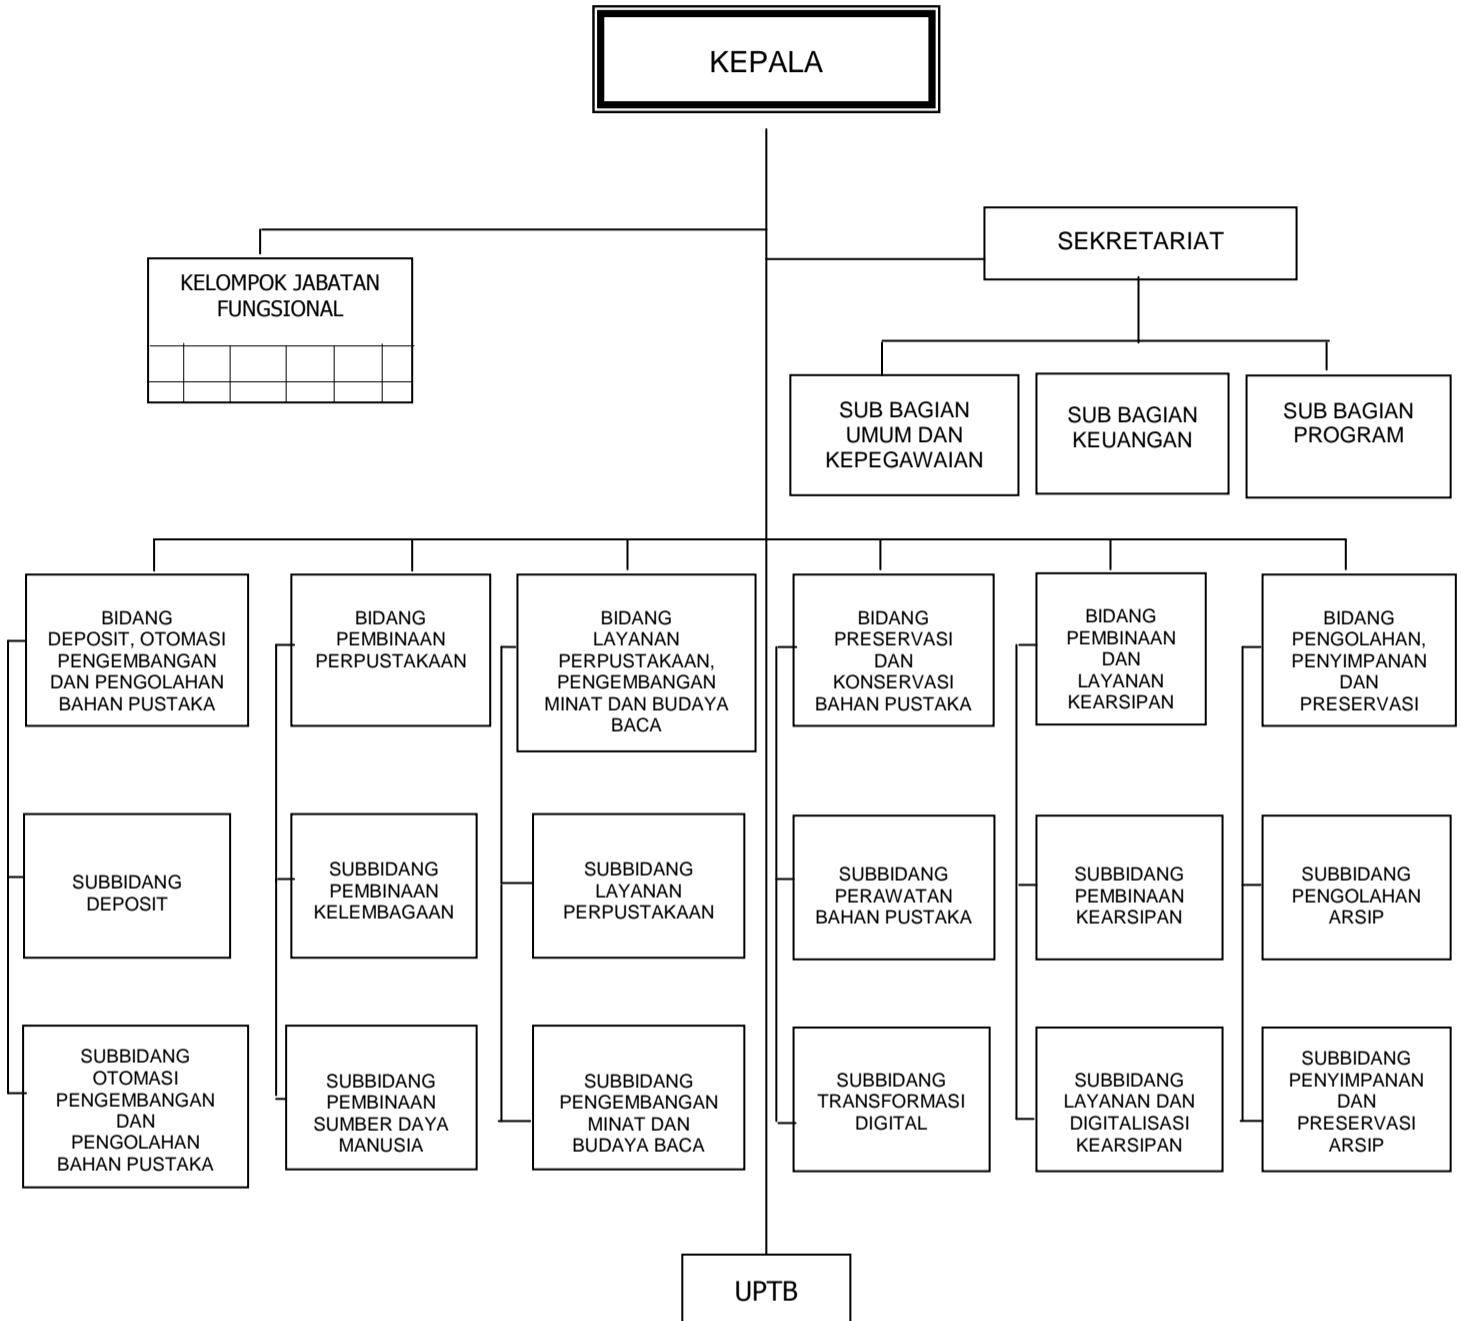 KEPALA
SEKRETARIAT
KELOMPOK JABATAN
FUNGSIONAL
SUB BAGIAN
UMUM DAN
KEPEGAWAIAN
SUB BAGIAN
KEUANGAN
SUB BAGIAN
PROGRAM
BIDANG
DEPOSIT, OTOMASI
PENGEMBANGAN
DAN PENGOLAHAN
BAHAN PUSTAKA
BIDANG
PEMBINAAN
PERPUSTAKAAN
BIDANG
LAYANAN
PERPUSTAKAAN,
PENGEMBANGAN
MINAT DAN BUDAYA
BACA
BIDANG
PRESERVASI
DAN
KONSERVASI
BAHAN PUSTAKA
BIDANG
PEMBINAAN
DAN
LAYANAN
KEARSIPAN
BIDANG
PENGOLAHAN,
PENYIMPANAN
DAN
PRESERVASI
SUBBIDANG
DEPOSIT
SUBBIDANG
PEMBINAAN
KELEMBAGAAN
SUBBIDANG
LAYANAN
PERPUSTAKAAN
SUBBIDANG
PERAWATAN
BAHAN PUSTAKA
SUBBIDANG
PEMBINAAN
KEARSIPAN
SUBBIDANG
PENGOLAHAN
ARSIP
SUBBIDANG
OTOMASI
PENGEMBANGAN
DAN
PENGOLAHAN
BAHAN PUSTAKA
SUBBIDANG
PEMBINAAN
SUMBER DAYA
MANUSIA
SUBBIDANG
PENGEMBANGAN
MINAT DAN
BUDAYA BACA
SUBBIDANG
TRANSFORMASI
DIGITAL
SUBBIDANG
LAYANAN DAN
DIGITALISASI
KEARSIPAN
SUBBIDANG
PENYIMPANAN
DAN
PRESERVASI
ARSIP
UPTB